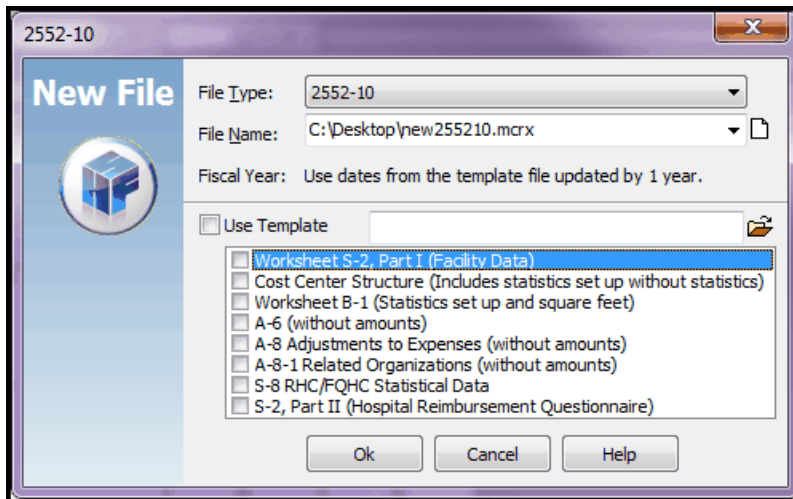 2552-10
x
New File
File Type: 2552-10
File Name: C:\Desktop\new255210.mcrx
Fiscal Year: Use dates from the template file updated by 1 year.
Use Template
Worksheet S-2, Part I (Facility Data)
Cost Center Structure (Includes statistics set up without statistics)
Worksheet B-1 (Statistics set up and square feet)
A-6 (without amounts)
A-8 Adjustments to Expenses (without amounts)
A-8-1 Related Organizations (without amounts)
S-8 RHC/FQHC Statistical Data
S-2, Part II (Hospital Reimbursement Questionnaire)
Ok Cancel Help